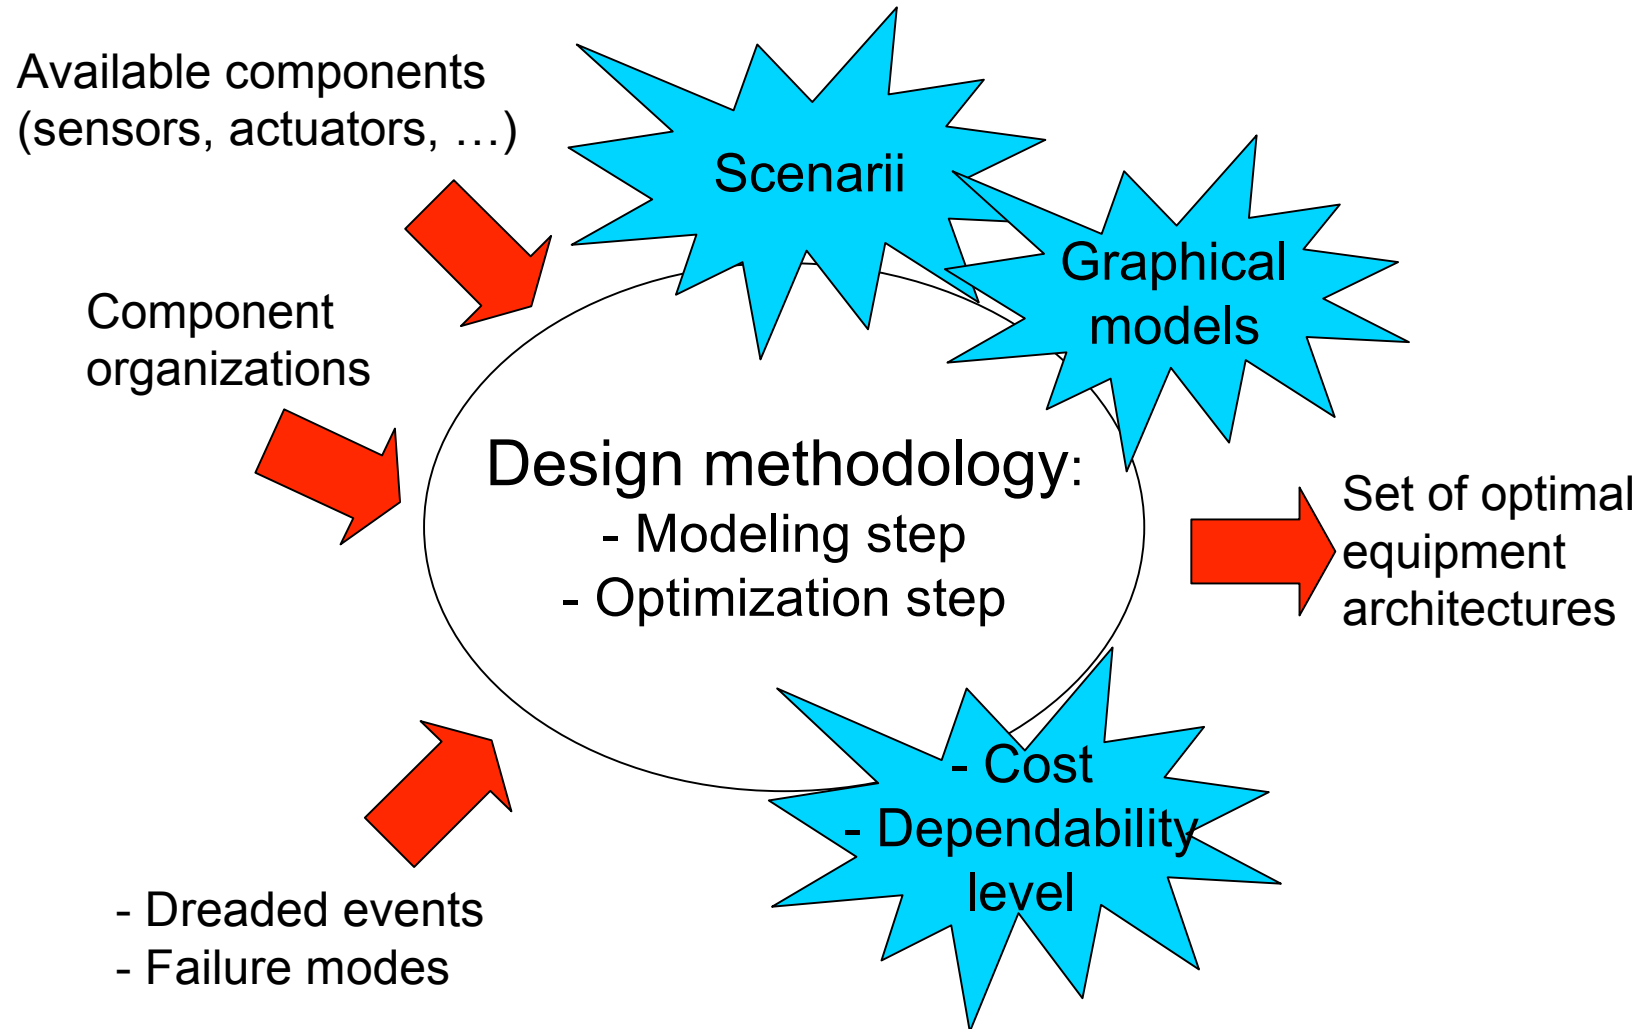 Available components
(sensors, actuators, …)
Scenarii
Graphical
models
Component
organizations
Design methodology:
- Modeling step
- Optimization step
Set of optimal
equipment
architectures
- Cost
- Dependability
level
- Dreaded events
- Failure modes